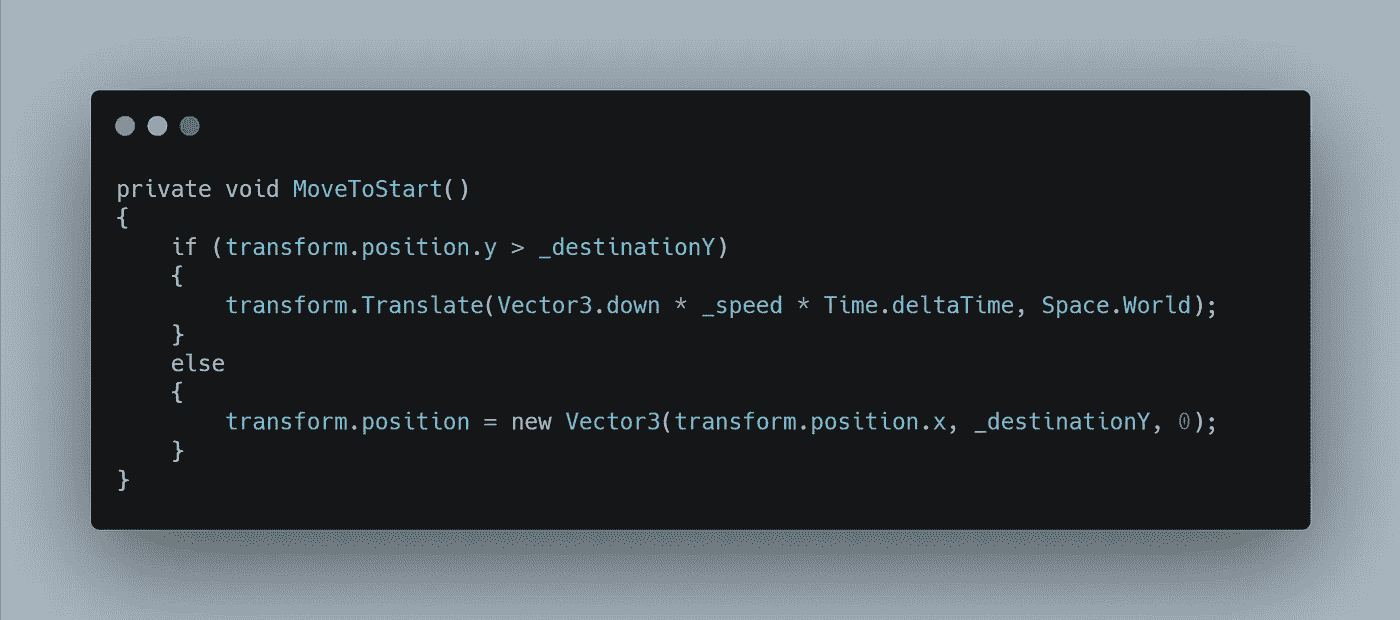 private void MoveToStart()
{
    if (transform.position.y > _destinationY)
    {
        transform.Translate(Vector3.down * _speed * Time.deltaTime, Space.World);
    }
    else
    {
        transform.position = new Vector3(transform.position.x, _destinationY, 0);
    }
}